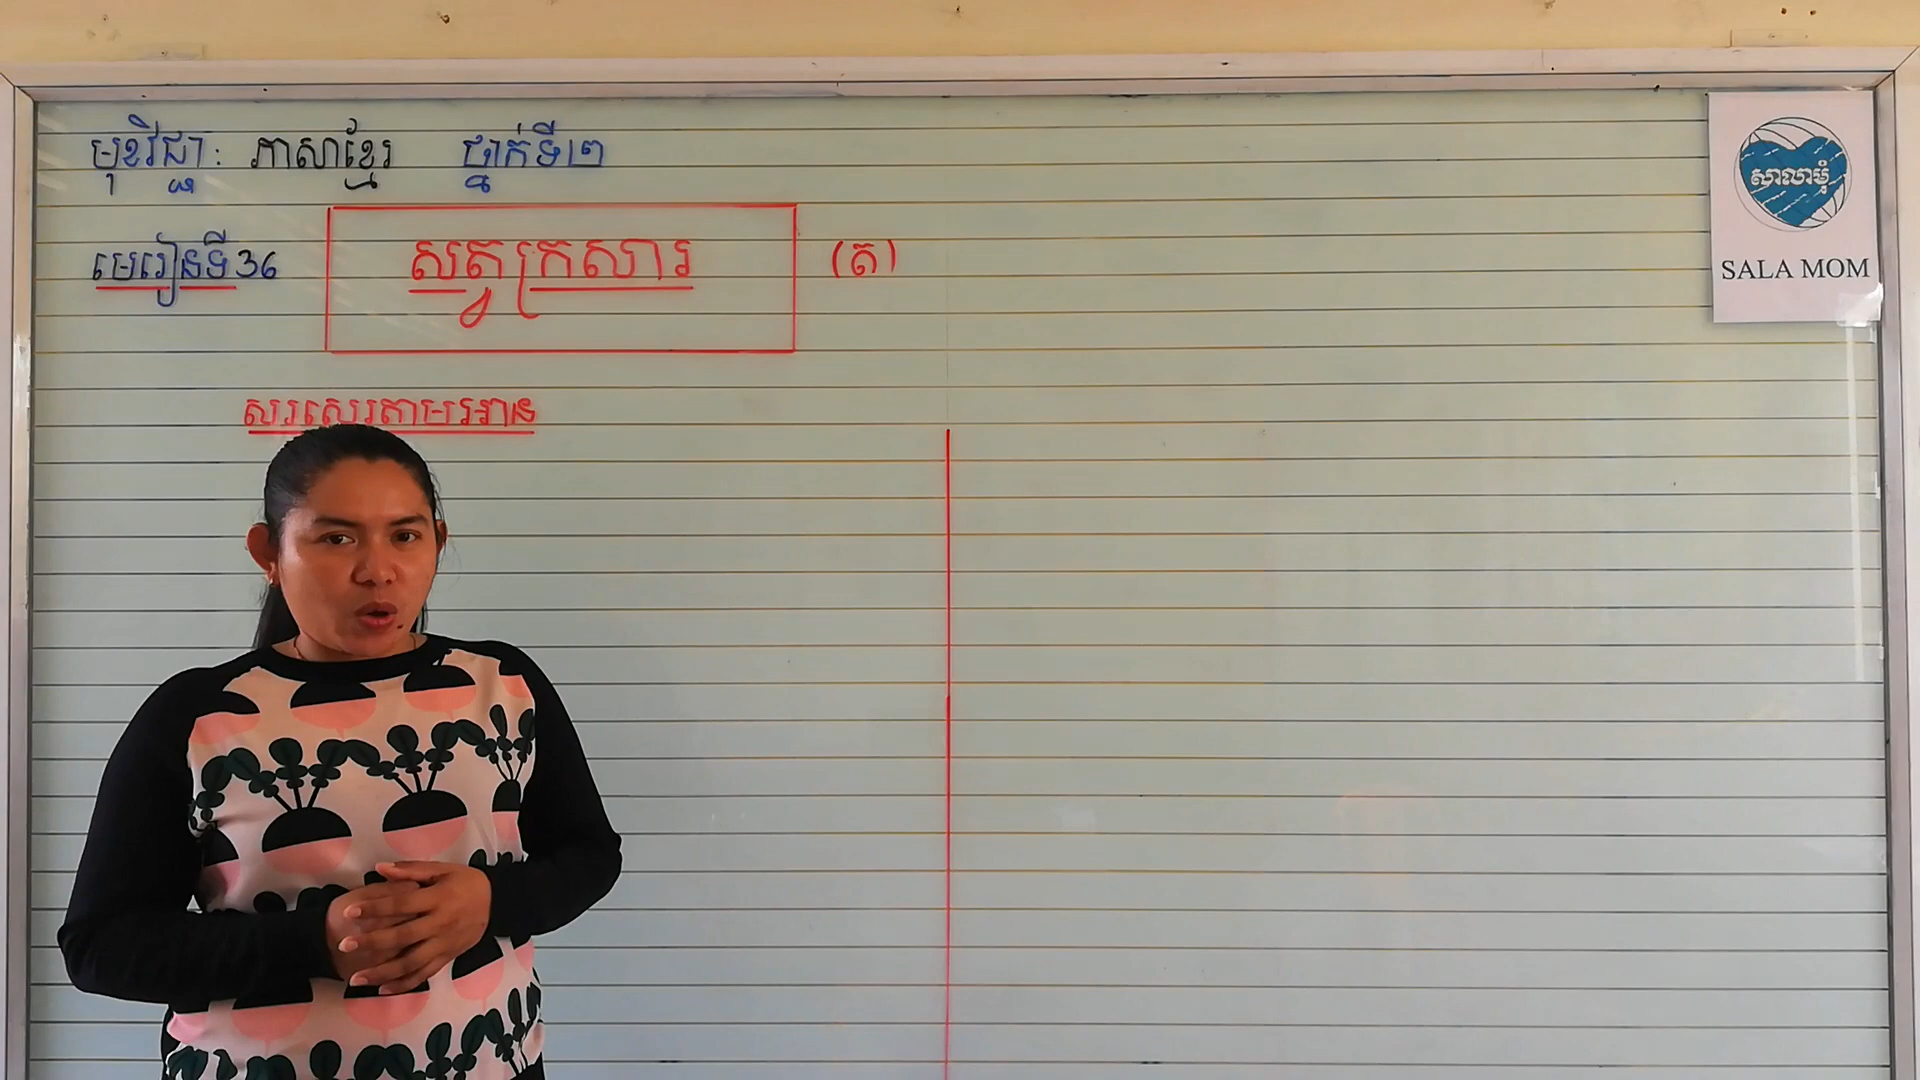 មុខវិជ្ជា : ភាសាខ្មែរ ថ្នាក់ទី២
មេរៀនទី36 សត្វក្រសារ (ត)
សរសេរតាមអាន
សាលាមុំ
SALA MOM